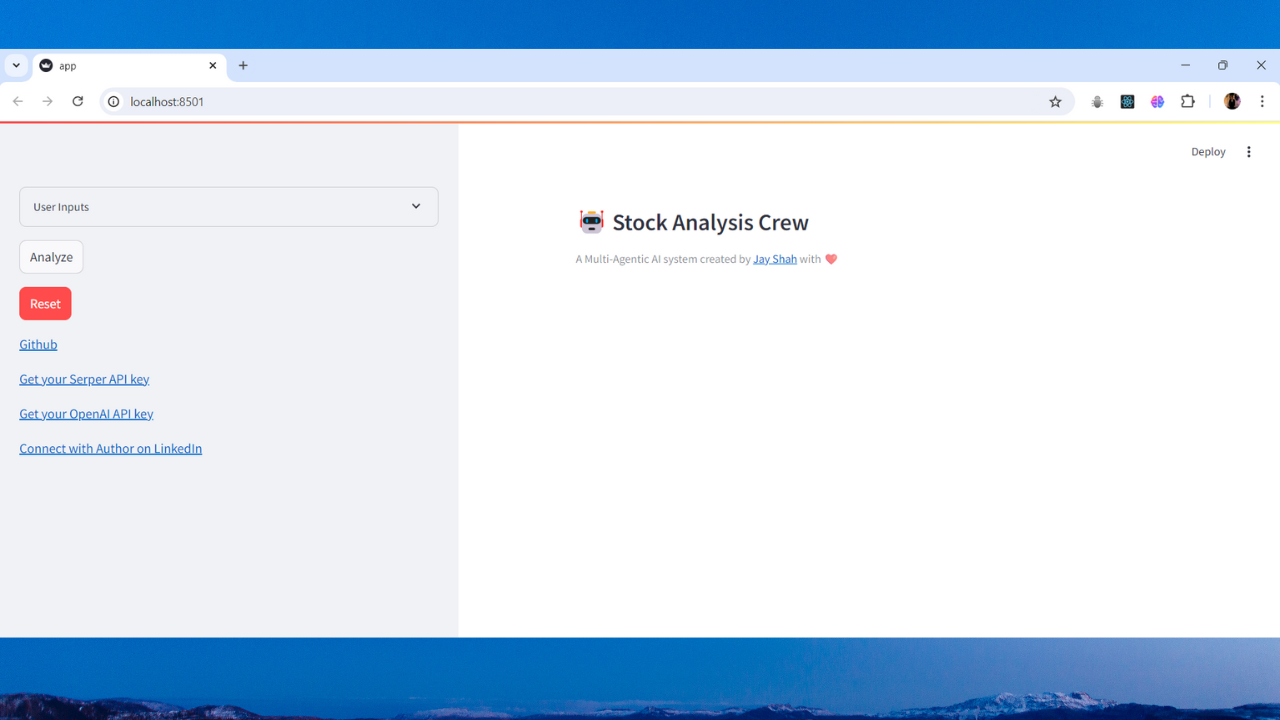 app
localhost:8501
Deploy
User Inputs
Analyze
Reset
Github
Get your Serper API key
Get your OpenAI API key
Connect with Author on LinkedIn
Stock Analysis Crew
A Multi-Agentic AI system created by Jay Shah with